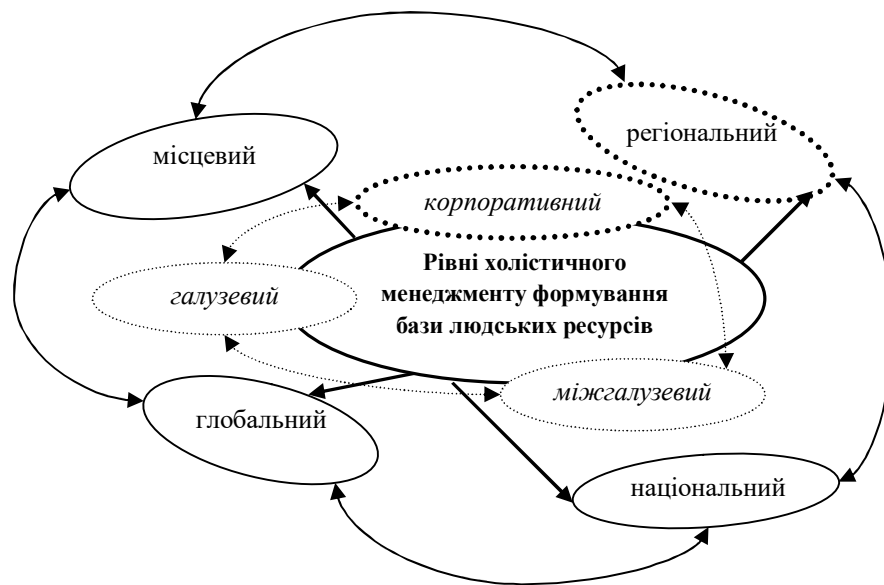 регіональний
місцевий
корпоративний
Рівні холістичного
менеджменту формування
бази людських ресурсів
галузевий
міжгалузевий
глобальний
національний